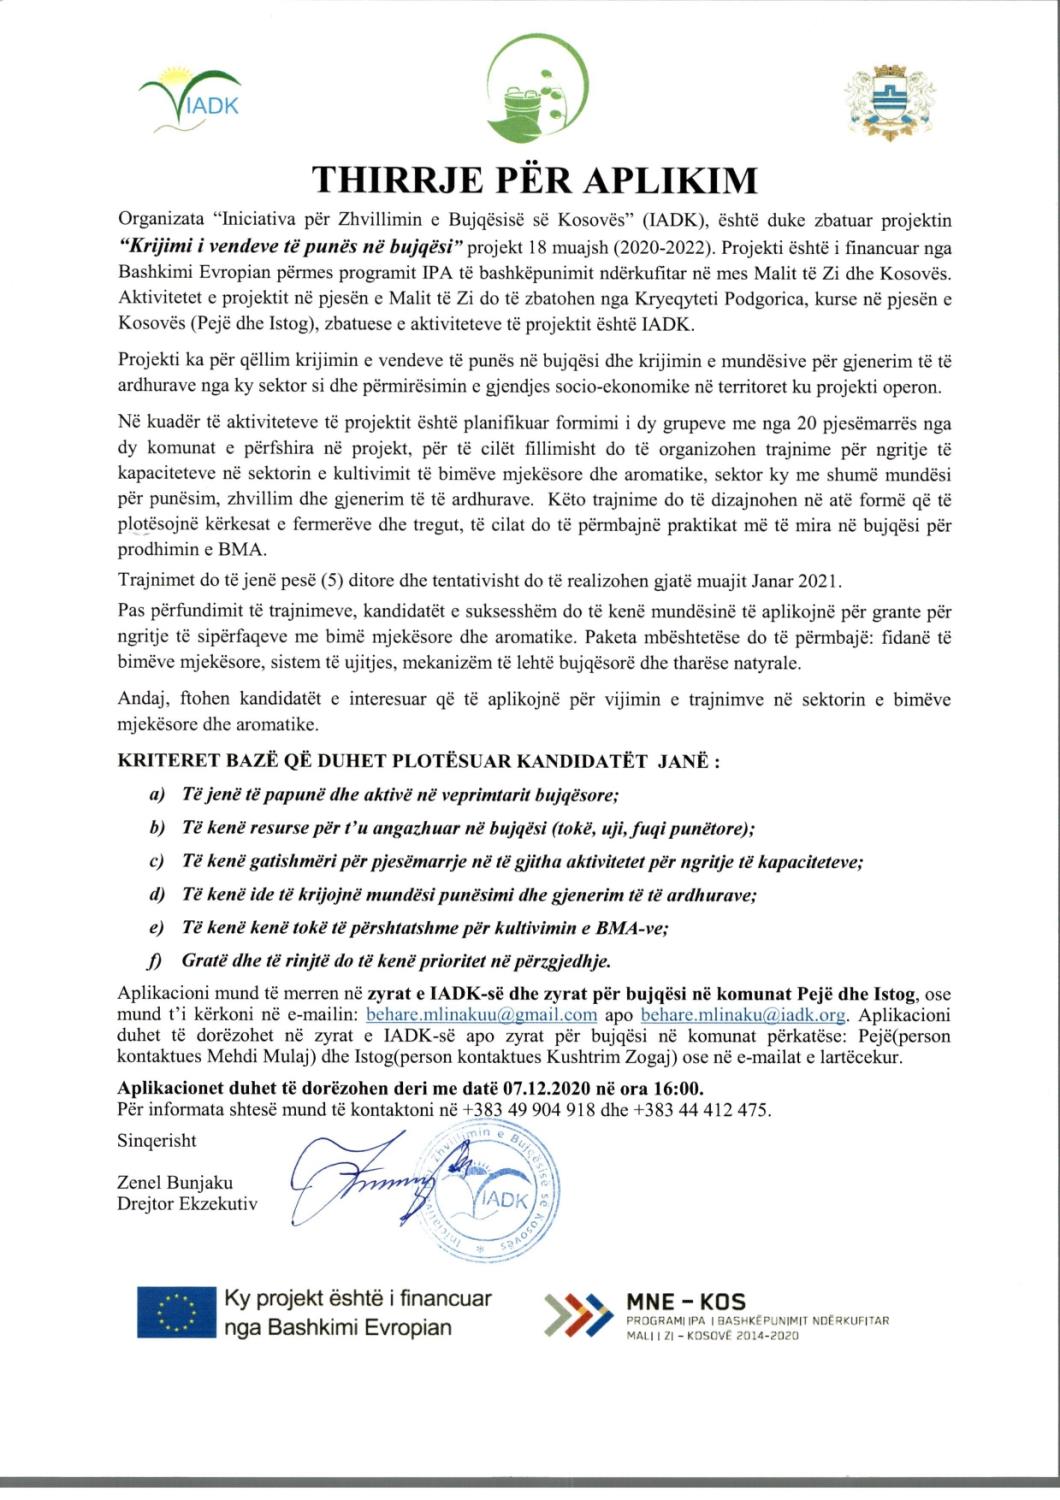 IADK
THIRRJE PËR APLIKIM
Organizata “Iniciativa për Zhvillimin e Bujqësisë së Kosovës” (IADK), është duke zbatuar projektin
“Krijimi i vendeve të punës në bujqësi” projekt 18 muajsh (2020-2022). Projekti është i financuar nga
Bashkimi Evropian përmes programit IPA të bashkëpunimit ndërkufitar në mes Malit të Zi dhe Kosovës.
Aktivitetet e projektit në pjesën e Malit të Zi do të zbatohen nga Kryeqyteti Podgorica, kurse në pjesën e
Kosovës (Pejë dhe Istog), zbatuese e aktiviteteve të projektit është IADK.
Projekti ka për qëllim krijimin e vendeve të punës në bujqësi dhe krijimin e mundësive për gjenerim të të
ardhurave nga ky sektor si dhe përmirësimin e gjendjes socio-ekonomike në territoret ku projekti operon.
Në kuadër të aktiviteteve të projektit është planifikuar formimi i dy grupeve me nga 20 pjesëmarrës nga
dy komunat e përfshira në projekt, për të cilët fillimisht do të organizohen trajnime për ngritje të
kapaciteteve në sektorin e kultivimit të bimëve mjekësore dhe aromatike, sektor ky me shumë mundësi
për punësim, zhvillim dhe gjenerim të të ardhurave. Këto trajnime do të dizajnohen në atë formë që të
plotësojnë kërkesat e fermerëve dhe tregut, të cilat do të përmbajnë praktikat më të mira në bujqësi për
prodhimin e BMA.
Trajnimet do të jenë pesë (5) ditore dhe tentativisht do të realizohen gjatë muajit Janar 2021.
Pas përfundimit të trajnimeve, kandidatët e suksesshëm do të kenë mundësinë të aplikojnë për grante për
ngritje të sipërfaqeve me bimë mjekësore dhe aromatike. Paketa mbështetëse do të përmbajë: fidanë të
bimëve mjekësore, sistem të ujitjes, mekanizëm të lehtë bujqësorë dhe tharëse natyrale.
Andaj, ftohen kandidatët e interesuar që të aplikojnë për vijimin e trajnimve në sektorin e bimëve
mjekësore dhe aromatike.
KRITERET BAZË QË DUHET PLOTËSUAR KANDIDATËT JANË :
a) Të jenë të papunë dhe aktivë në veprimtarit bujqësore;
b) Të kenë resurse për t’u angazhuar në bujqësi (tokë, uji, fuqi punëtore);
c) Të kenë gatishmëri për pjesëmarrje në të gjitha aktivitetet për ngritje të kapaciteteve;
d) Të kenë ide të krijojnë mundësi punësimi dhe gjenerim të të ardhurave;
e) Të kenë kenë tokë të përshtatshme për kultivimin e BMA-ve;
f) Gratë dhe të rinjtë do të kenë prioritet në përzgjedhje.
Aplikacioni mund të merren në zyrat e IADK-së dhe zyrat për bujqësi në komunat Pejë dhe Istog, ose
mund t’i kërkoni në e-mailin: behare.mlinakuu@gmail.com apo behare.mlinaku@iadk.org. Aplikacioni
duhet të dorëzohet në zyrat e IADK-së apo zyrat për bujqësi në komunat përkatëse: Pejë(person
kontaktues Mehdi Mulaj) dhe Istog(person kontaktues Kushtrim Zogaj) ose në e-mailat e lartëcekur.
Aplikacionet duhet të dorëzohen deri me datë 07.12.2020 në ora 16:00.
Për informata shtesë mund të kontaktoni në +383 49 904 918 dhe +383 44 412 475.
Sinqerisht
Zenel Bunjaku
Drejtor Ekzekutiv
Zhvillimin e Bujqësisë së Kosovës * Iniciativa
IADK
Ky projekt është i financuar
nga Bashkimi Evropian
MNE – KOS
PROGRAMI IPA I BASHKËPUNIMIT NDËRKUFITAR
MALI I ZI – KOSOVË 2014-2020